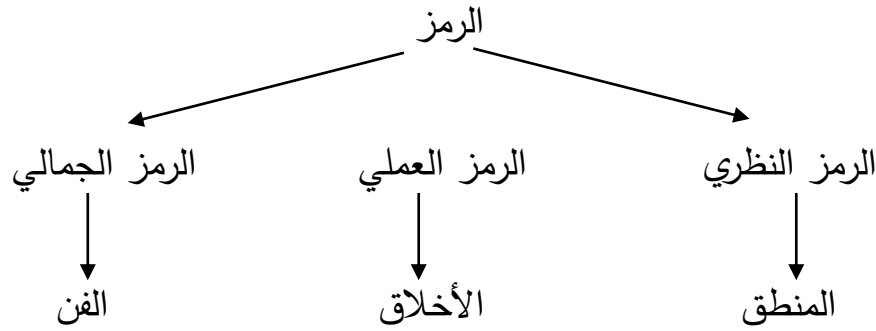 الرمز
الرمز النظري الرمز العملي الرمز الجمالي
المنطق الأخلاق الفن